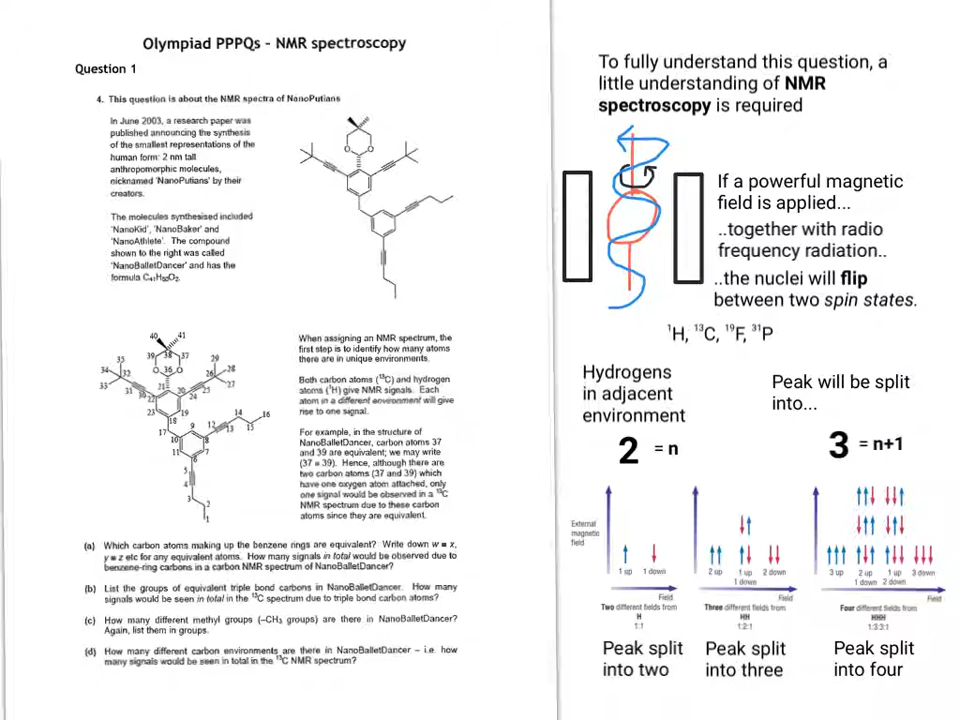 Olympiad PPPQs - NMR spectroscopy
Question 1
4. This question is about the NMR spectra of NanoPutians
In June 2003, a research paper was
published announcing the synthesis
of the smallest representations of the
human form: 2 nm tall
anthropomorphic molecules,
nicknamed 'NanoPutians' by their
creators.
The molecules synthesised included
'NanoKid', 'NanoBaker' and
'NanoAthlete'. The compound
shown to the right was called
'NanoBalletDancer' and has the
formula C₄₁H₅₀O₂.
When assigning an NMR spectrum, the
first step is to identify how many atoms
there are in unique environments.
Both carbon atoms (¹³C) and hydrogen
atoms (¹H) give NMR signals. Each
atom in a different environment will give
rise to one signal.
For example, in the structure of
NanoBalletDancer, carbon atoms 37
and 39 are equivalent; we may write
(37 ≡ 39). Hence, although there are
two carbon atoms (37 and 39) which
have one oxygen atom attached, only
one signal would be observed in a ¹³C
NMR spectrum due to these carbon
atoms since they are equivalent.
(a) Which carbon atoms making up the benzene rings are equivalent? Write down w ≡ x,
y ≡ z etc for any equivalent atoms. How many signals in total would be observed due to
benzene-ring carbons in a carbon NMR spectrum of NanoBalletDancer?
(b) List the groups of equivalent triple bond carbons in NanoBalletDancer. How many
signals would be seen in total in the ¹³C spectrum due to triple bond carbon atoms?
(c) How many different methyl groups (–CH₃ groups) are there in NanoBalletDancer?
Again, list them in groups.
(d) How many different carbon environments are there in NanoBalletDancer – i.e. how
many signals would be seen in total in the ¹³C NMR spectrum?
To fully understand this question, a
little understanding of NMR
spectroscopy is required
If a powerful magnetic
field is applied...
..together with radio
frequency radiation..
..the nuclei will flip
between two spin states.
¹H, ¹³C, ¹⁹F, ³¹P
Hydrogens
in adjacent
environment
2 = n
Peak will be split
into...
3 = n+1
External
magnetic
field
1 up 1 down
Field
Two different fields from
H
1:1
2 up 1 up 2 down
1 down
Field
Three different fields from
HH
1:2:1
3 up 2 up 1 up 3 down
1 down 2 down
Field
Four different fields from
HHH
1:3:3:1
Peak split
into two
Peak split
into three
Peak split
into four